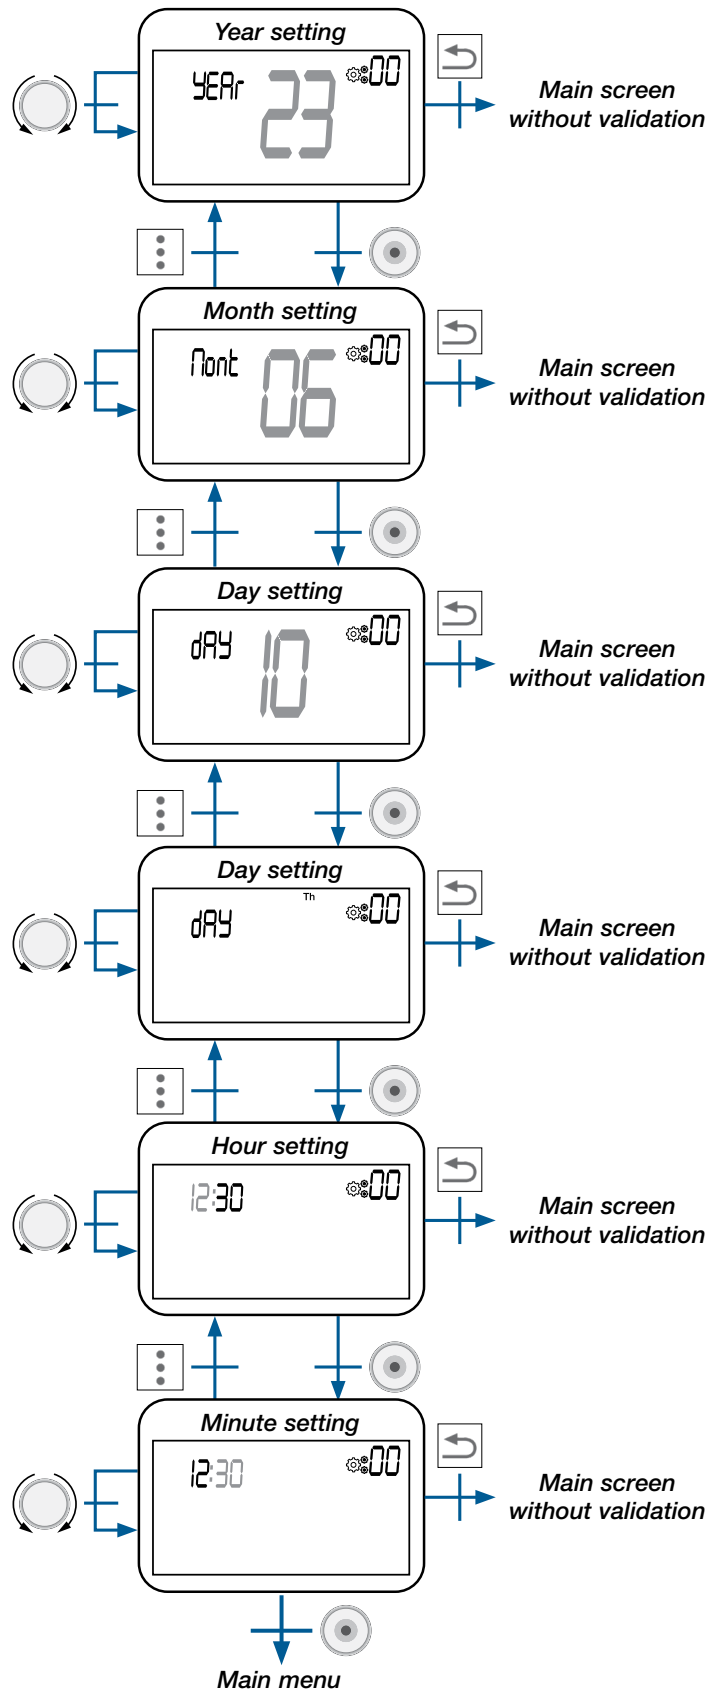 Year setting
YEAr
23
00
Main screen
without validation
Month setting
Mont
06
00
Main screen
without validation
Day setting
dAY
10
00
Main screen
without validation
Day setting
Th
dAY
00
Main screen
without validation
Hour setting
12:30
00
Main screen
without validation
Minute setting
12:30
00
Main screen
without validation
Main menu